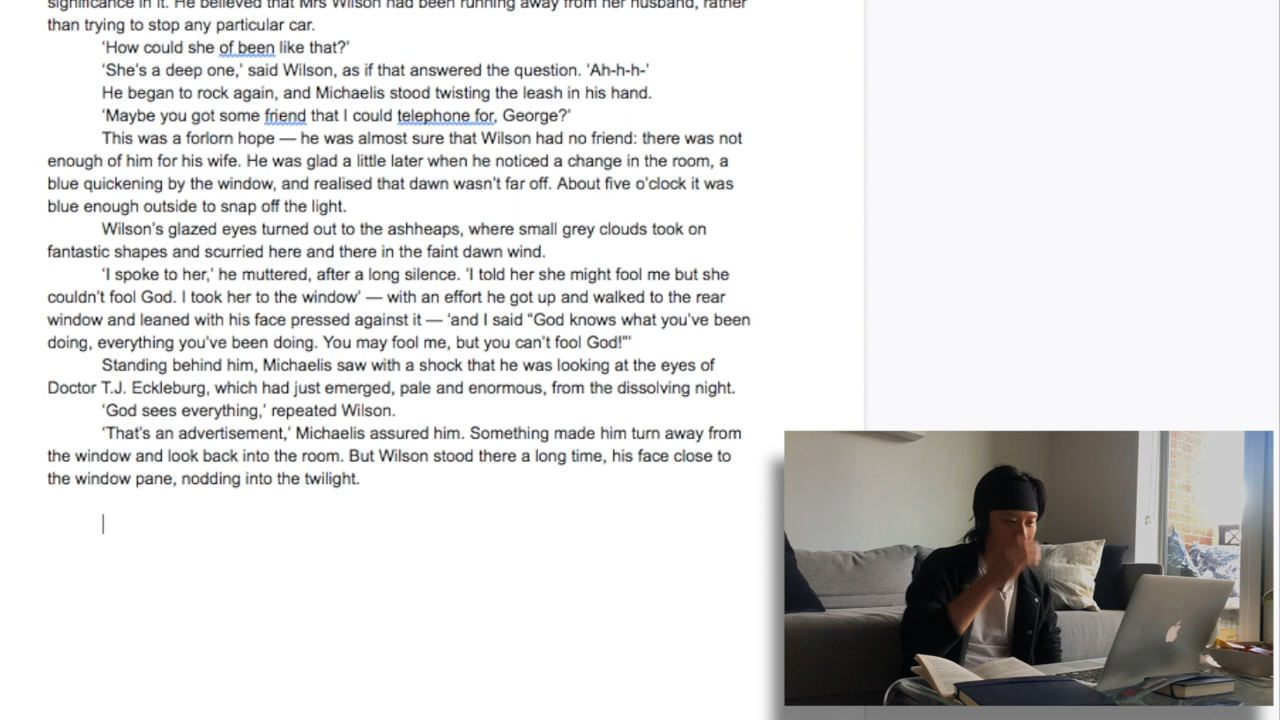 significance in it. He believed that Mrs Wilson had been running away from her husband, rather
than trying to stop any particular car.
‘How could she of been like that?’
‘She’s a deep one,’ said Wilson, as if that answered the question. ‘Ah-h-h-’
He began to rock again, and Michaelis stood twisting the leash in his hand.
‘Maybe you got some friend that I could telephone for, George?’
This was a forlorn hope — he was almost sure that Wilson had no friend: there was not
enough of him for his wife. He was glad a little later when he noticed a change in the room, a
blue quickening by the window, and realised that dawn wasn’t far off. About five o’clock it was
blue enough outside to snap off the light.
Wilson’s glazed eyes turned out to the ashheaps, where small grey clouds took on
fantastic shapes and scurried here and there in the faint dawn wind.
‘I spoke to her,’ he muttered, after a long silence. ‘I told her she might fool me but she
couldn’t fool God. I took her to the window’ — with an effort he got up and walked to the rear
window and leaned with his face pressed against it — ‘and I said “God knows what you’ve been
doing, everything you’ve been doing. You may fool me, but you can’t fool God!”’
Standing behind him, Michaelis saw with a shock that he was looking at the eyes of
Doctor T.J. Eckleburg, which had just emerged, pale and enormous, from the dissolving night.
‘God sees everything,’ repeated Wilson.
‘That’s an advertisement,’ Michaelis assured him. Something made him turn away from
the window and look back into the room. But Wilson stood there a long time, his face close to
the window pane, nodding into the twilight.